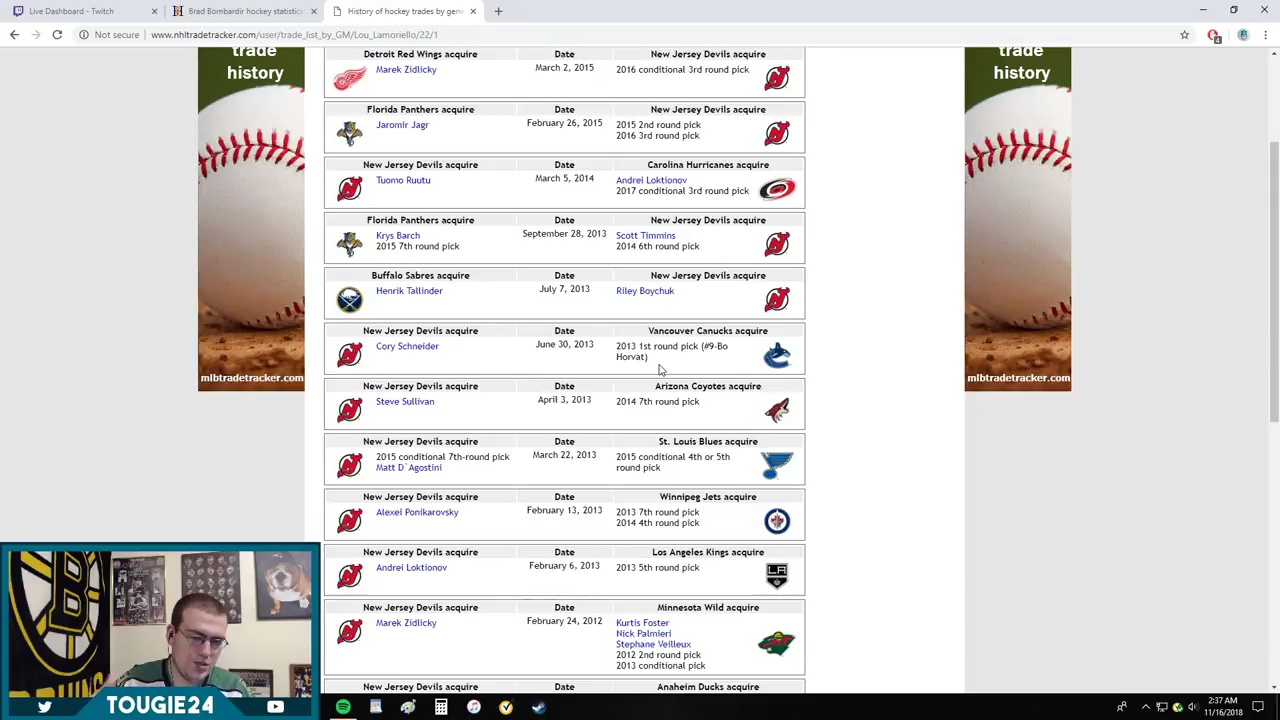 Live Dashboard - Twitch
Brad Bombardir hockey statistics
History of hockey trades by gene
Not secure
www.nhltradetracker.com/user/trade_list_by_GM/Lou_Lamoriello/22/1
trade
history
mlbtradetracker.com
trade
history
mlbtradetracker.com
Detroit Red Wings acquire Date New Jersey Devils acquire
Marek Zidlicky March 2, 2015 2016 conditional 3rd round pick
Florida Panthers acquire Date New Jersey Devils acquire
Jaromir Jagr February 26, 2015 2015 2nd round pick
2016 3rd round pick
New Jersey Devils acquire Date Carolina Hurricanes acquire
Tuomo Ruutu March 5, 2014 Andrei Loktionov
2017 conditional 3rd round pick
Florida Panthers acquire Date New Jersey Devils acquire
Krys Barch September 28, 2013 Scott Timmins
2015 7th round pick 2014 6th round pick
Buffalo Sabres acquire Date New Jersey Devils acquire
Henrik Tallinder July 7, 2013 Riley Boychuk
New Jersey Devils acquire Date Vancouver Canucks acquire
Cory Schneider June 30, 2013 2013 1st round pick (#9-Bo
Horvat)
New Jersey Devils acquire Date Arizona Coyotes acquire
Steve Sullivan April 3, 2013 2014 7th round pick
New Jersey Devils acquire Date St. Louis Blues acquire
2015 conditional 7th-round pick March 22, 2013 2015 conditional 4th or 5th
Matt D`Agostini round pick
New Jersey Devils acquire Date Winnipeg Jets acquire
Alexei Ponikarovsky February 13, 2013 2013 7th round pick
2014 4th round pick
New Jersey Devils acquire Date Los Angeles Kings acquire
Andrei Loktionov February 6, 2013 2013 5th round pick
LA
New Jersey Devils acquire Date Minnesota Wild acquire
Marek Zidlicky February 24, 2012 Kurtis Foster
Nick Palmieri
Stephane Veilleux
2012 2nd round pick
2013 conditional pick
New Jersey Devils acquire Date Anaheim Ducks acquire
B
BRUINS
TOUGIE24
2:37 AM
11/16/2018